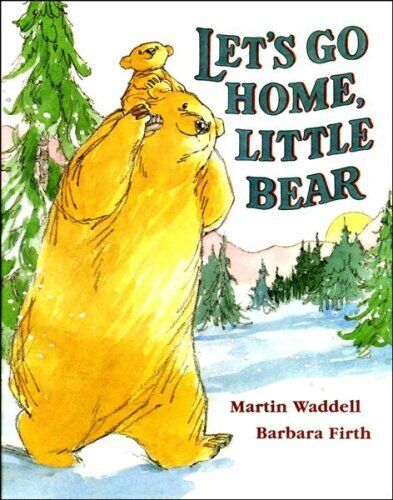 LET'S GO
HOME,
LITTLE
BEAR
Martin Waddell
Barbara Firth